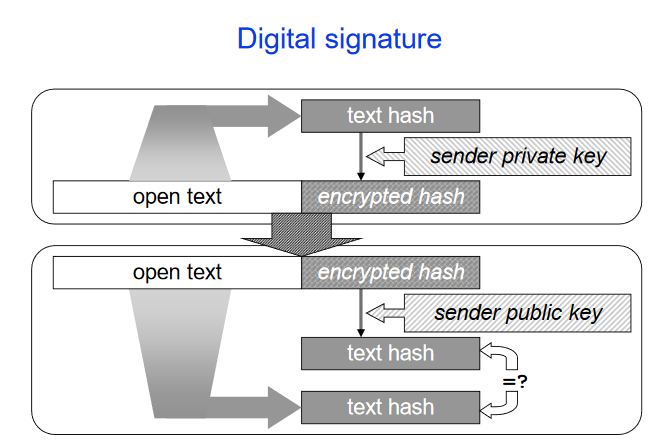 Digital signature
text hash
sender private key
open text
encrypted hash
open text
encrypted hash
sender public key
text hash
=?
text hash